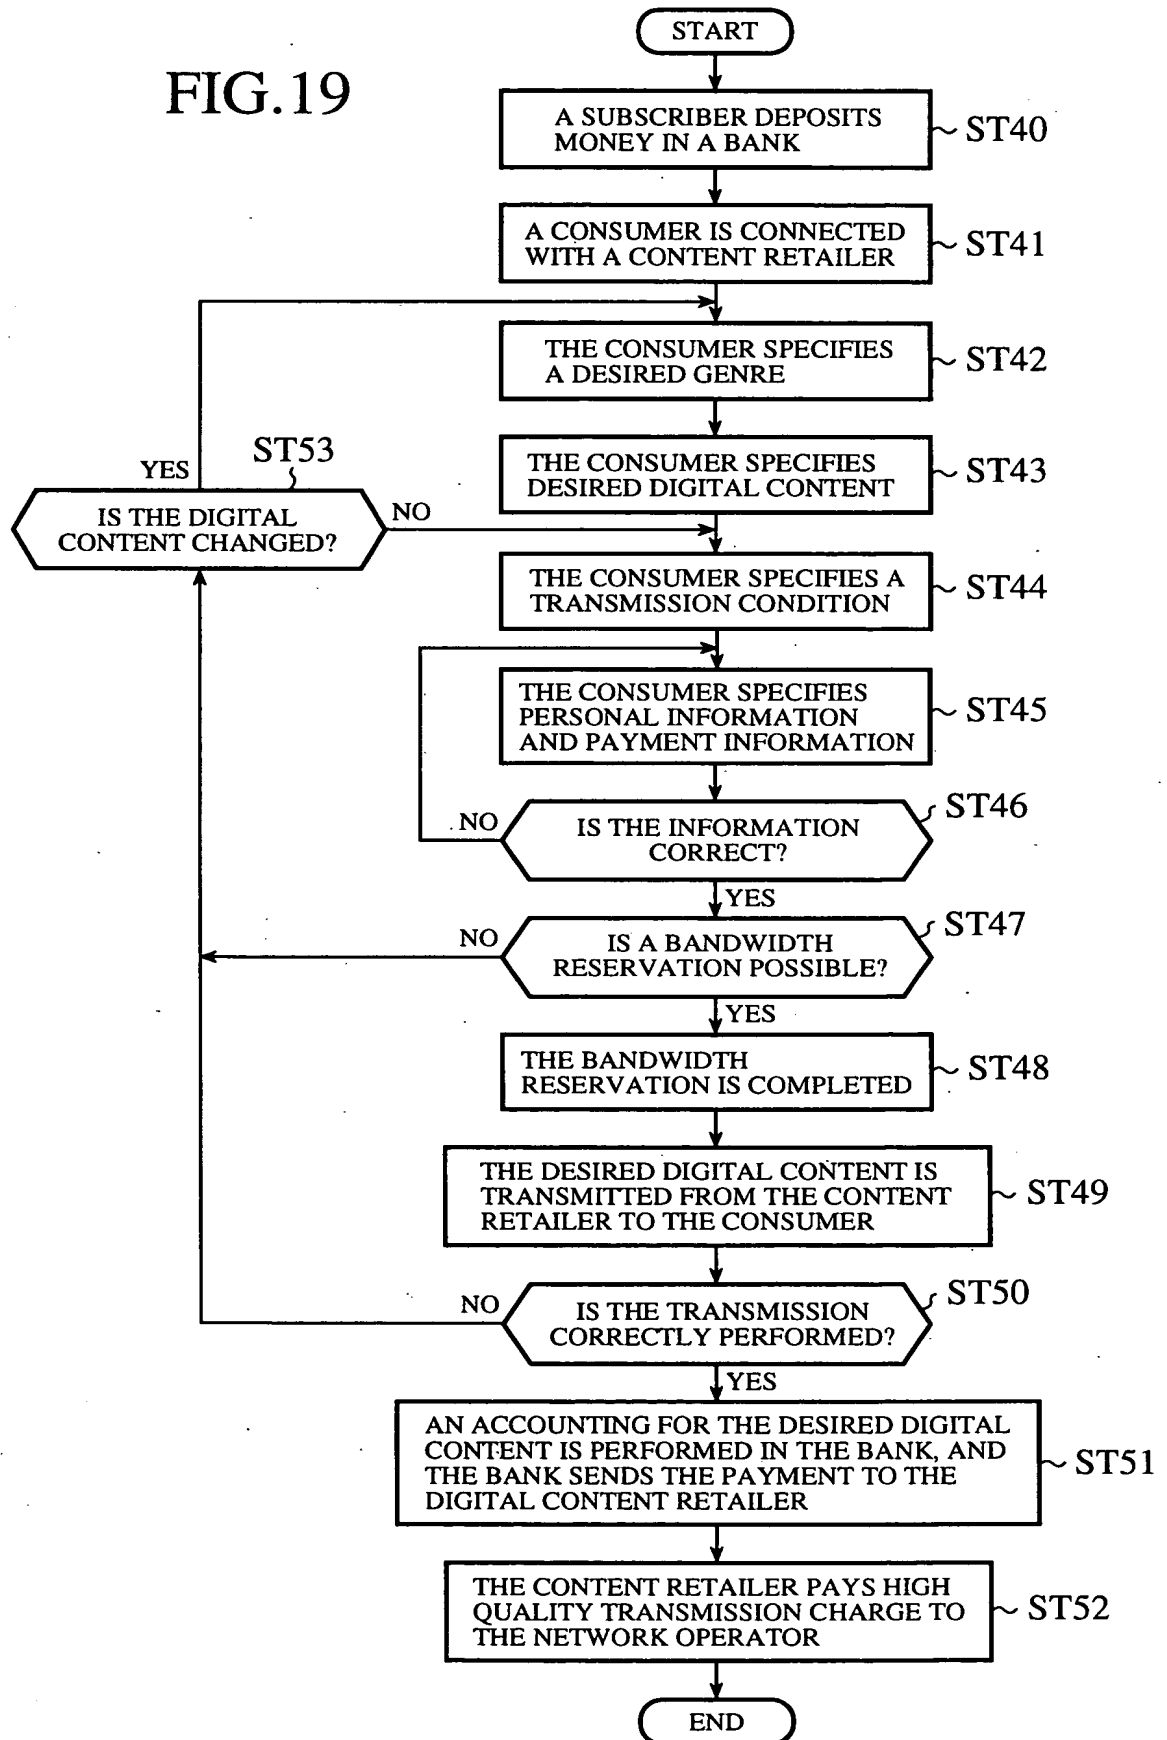 START
FIG.19
A SUBSCRIBER DEPOSITS
MONEY IN A BANK
ST40
A CONSUMER IS CONNECTED
WITH A CONTENT RETAILER
ST41
THE CONSUMER SPECIFIES
A DESIRED GENRE
ST42
YES
ST53
THE CONSUMER SPECIFIES
DESIRED DIGITAL CONTENT
ST43
IS THE DIGITAL
CONTENT CHANGED?
NO
THE CONSUMER SPECIFIES A
TRANSMISSION CONDITION
ST44
THE CONSUMER SPECIFIES
PERSONAL INFORMATION
AND PAYMENT INFORMATION
ST45
NO
IS THE INFORMATION
CORRECT?
ST46
YES
NO
IS A BANDWIDTH
RESERVATION POSSIBLE?
ST47
YES
THE BANDWIDTH
RESERVATION IS COMPLETED
ST48
THE DESIRED DIGITAL CONTENT IS
TRANSMITTED FROM THE CONTENT
RETAILER TO THE CONSUMER
ST49
NO
IS THE TRANSMISSION
CORRECTLY PERFORMED?
ST50
YES
AN ACCOUNTING FOR THE DESIRED DIGITAL
CONTENT IS PERFORMED IN THE BANK, AND
THE BANK SENDS THE PAYMENT TO THE
DIGITAL CONTENT RETAILER
ST51
THE CONTENT RETAILER PAYS HIGH
QUALITY TRANSMISSION CHARGE TO
THE NETWORK OPERATOR
ST52
END